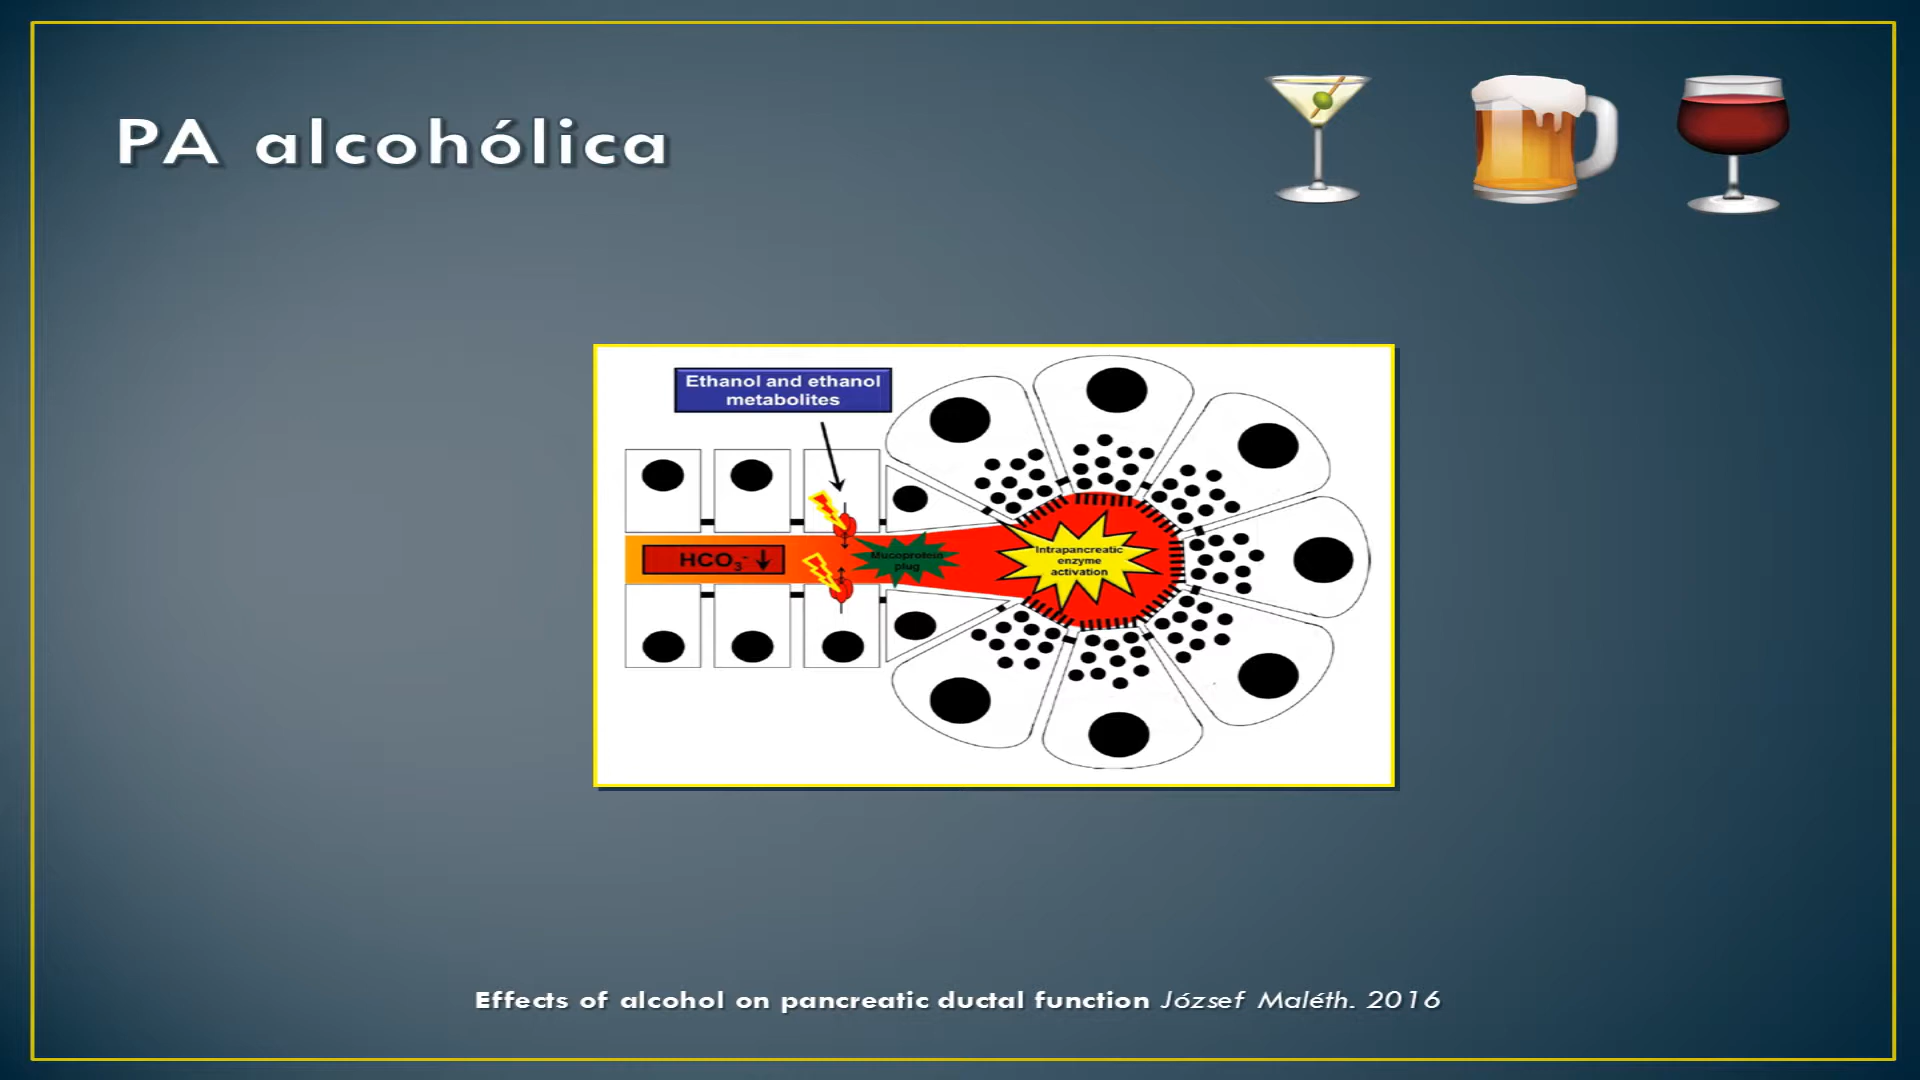 PA alcohólica
Ethanol and ethanol
metabolites
HCO3- ↓
Mucoprotein
plug
Intrapancreatic
enzyme
activation
Effects of alcohol on pancreatic ductal function József Maléth. 2016